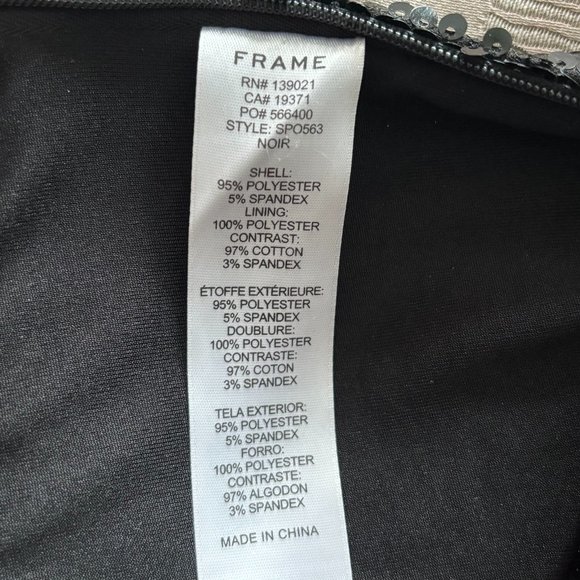 FRAME
RN# 139021
CA# 19371
PO# 566400
STYLE: SPO563
NOIR
SHELL:
95% POLYESTER
5% SPANDEX
LINING:
100% POLYESTER
CONTRAST:
97% COTTON
3% SPANDEX
ÉTOFFE EXTÉRIEURE:
95% POLYESTER
5% SPANDEX
DOUBLURE:
100% POLYESTER
CONTRASTE:
97% COTON
3% SPANDEX
TELA EXTERIOR:
95% POLYESTER
5% SPANDEX
FORRO:
100% POLYESTER
CONTRASTE:
97% ALGODON
3% SPANDEX
MADE IN CHINA